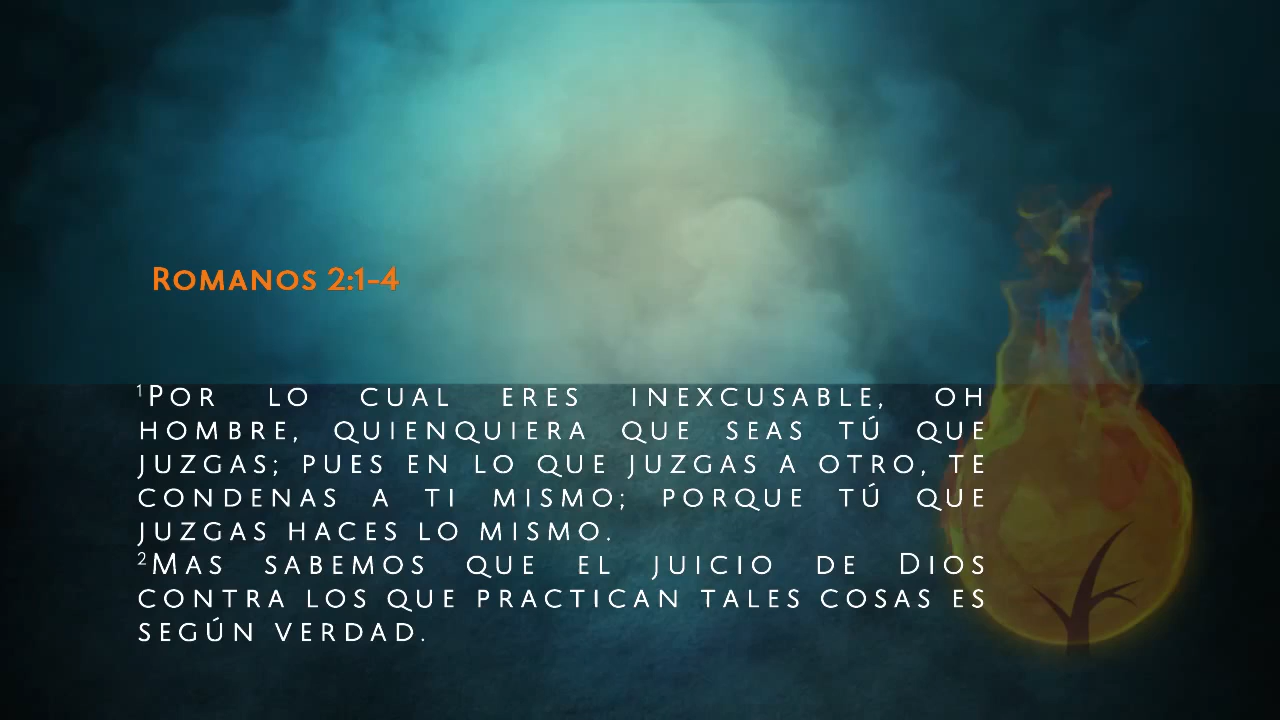 Romanos 2:1-4
¹Por lo cual eres inexcusable, oh
hombre, quienquiera que seas tú que
juzgas; pues en lo que juzgas a otro, te
condenas a ti mismo; porque tú que
juzgas haces lo mismo.
²Mas sabemos que el juicio de Dios
contra los que practican tales cosas es
según verdad.